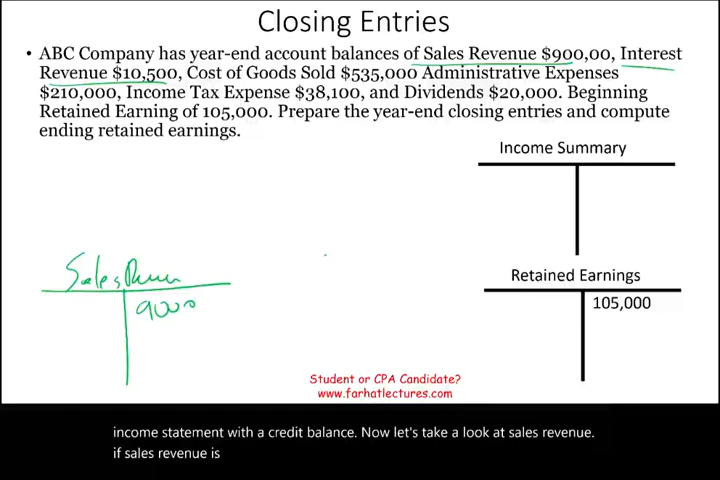 Closing Entries
• ABC Company has year-end account balances of Sales Revenue $900,00, Interest
Revenue $10,500, Cost of Goods Sold $535,000 Administrative Expenses
$210,000, Income Tax Expense $38,100, and Dividends $20,000. Beginning
Retained Earning of 105,000. Prepare the year-end closing entries and compute
ending retained earnings.
Income Summary
Sales
Retained Earnings
105,000
Student or CPA Candidate?
www.farhatlectures.com
income statement with a credit balance. Now let's take a look at sales revenue.
if sales revenue is